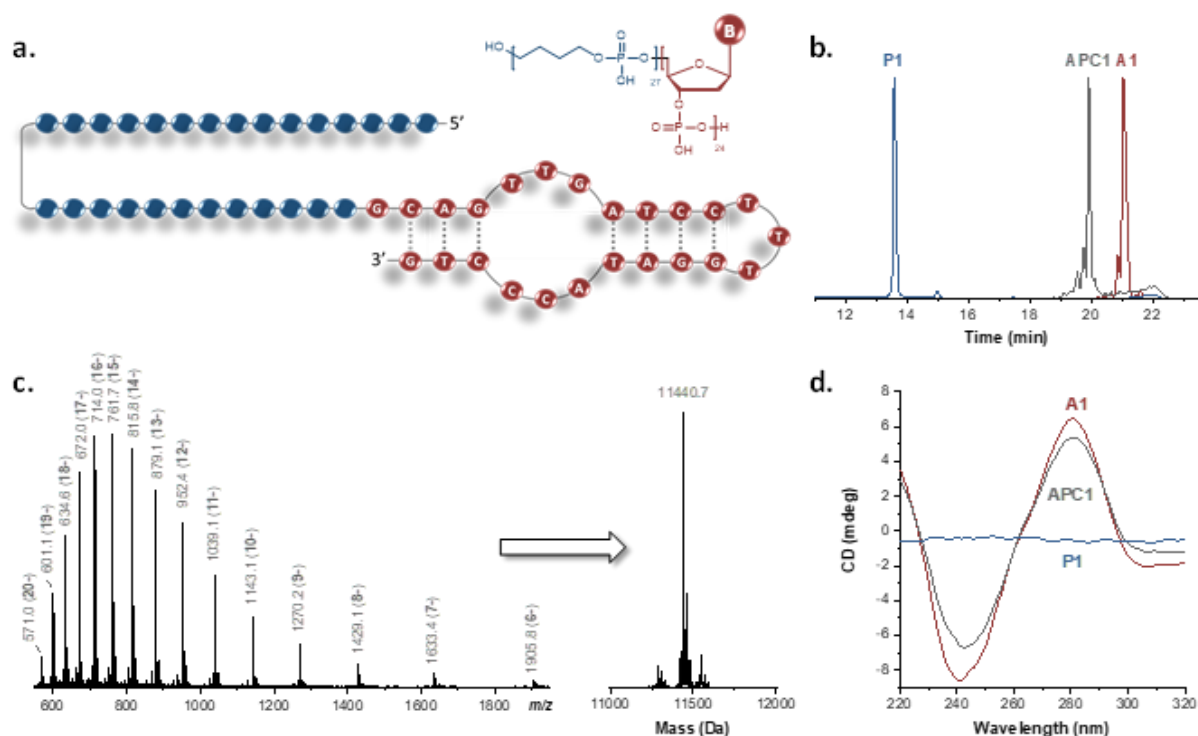 a.
HO
O
P
OH
O
27
B
O
O
O=P
O
H
24
OH
5'
G C A G T T G A T C C T T T G G A T A C C C T G
3'
b.
P1
APC1
A1
12 14 16 18 20 22
Time (min)
c.
571.0 (20-)
601.1 (19-)
634.6 (18-)
672.0 (17-)
714.0 (16-)
761.7 (15-)
815.8 (14-)
879.1 (13-)
952.4 (12-)
1039.1 (11-)
1143.1 (10-)
1270.2 (9-)
1429.1 (8-)
1633.4 (7-)
1905.8 (6-)
600 800 1000 1200 1400 1600 1800 m/z
11440.7
11000 11500 12000
Mass (Da)
d.
CD (mdeg)
8
6
4
2
0
-2
-4
-6
-8
A1
APC1
P1
220 240 260 280 300 320
Wavelength (nm)